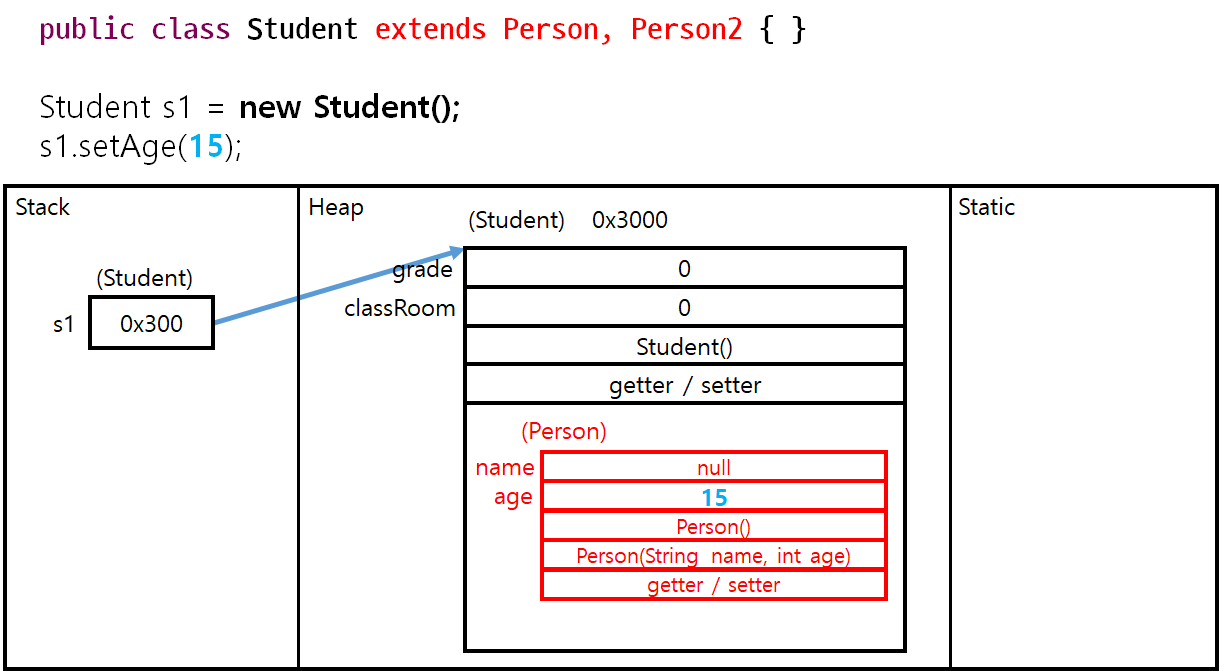 public class Student extends Person, Person2 { }
Student s1 = new Student();
s1.setAge(15);
Stack
Heap
Static
(Student) 0x3000
(Student)
s1 0x300
grade 0
classRoom 0
Student()
getter / setter
(Person)
name null
age 15
Person()
Person(String name, int age)
getter / setter